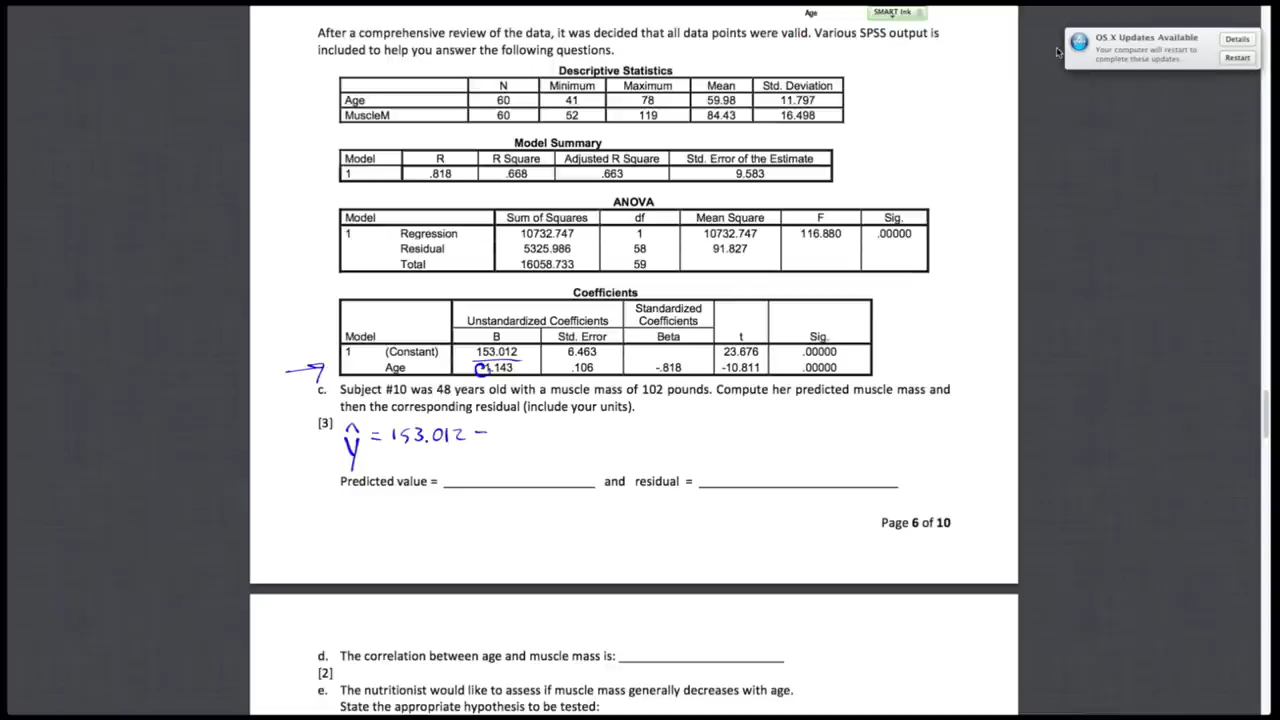 Age
SMART Ink
OS X Updates Available
Your computer will restart to complete these updates.
Details
Restart
After a comprehensive review of the data, it was decided that all data points were valid. Various SPSS output is
included to help you answer the following questions.
Descriptive Statistics
N Minimum Maximum Mean Std. Deviation
Age 60 41 78 59.98 11.797
MuscleM 60 52 119 84.43 16.498
Model Summary
Model R R Square Adjusted R Square Std. Error of the Estimate
1 .818 .668 .663 9.583
ANOVA
Model Sum of Squares df Mean Square F Sig.
1 Regression 10732.747 1 10732.747 116.880 .00000
Residual 5325.986 58 91.827
Total 16058.733 59
Coefficients
Model Unstandardized Coefficients Standardized Coefficients t Sig.
B Std. Error Beta
1 (Constant) 153.012 6.463 23.676 .00000
Age 1.143 .106 -.818 -10.811 .00000
c. Subject #10 was 48 years old with a muscle mass of 102 pounds. Compute her predicted muscle mass and
then the corresponding residual (include your units).
[3]
ŷ = 153.012 –
Predicted value = ____________________ and residual = __________________________
Page 6 of 10
d. The correlation between age and muscle mass is: ______________________
[2]
e. The nutritionist would like to assess if muscle mass generally decreases with age.
State the appropriate hypothesis to be tested: